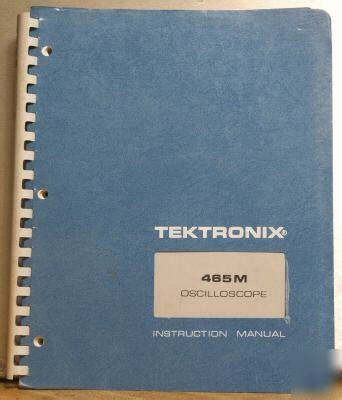 TEKTRONIX®
465M
OSCILLOSCOPE
INSTRUCTION MANUAL